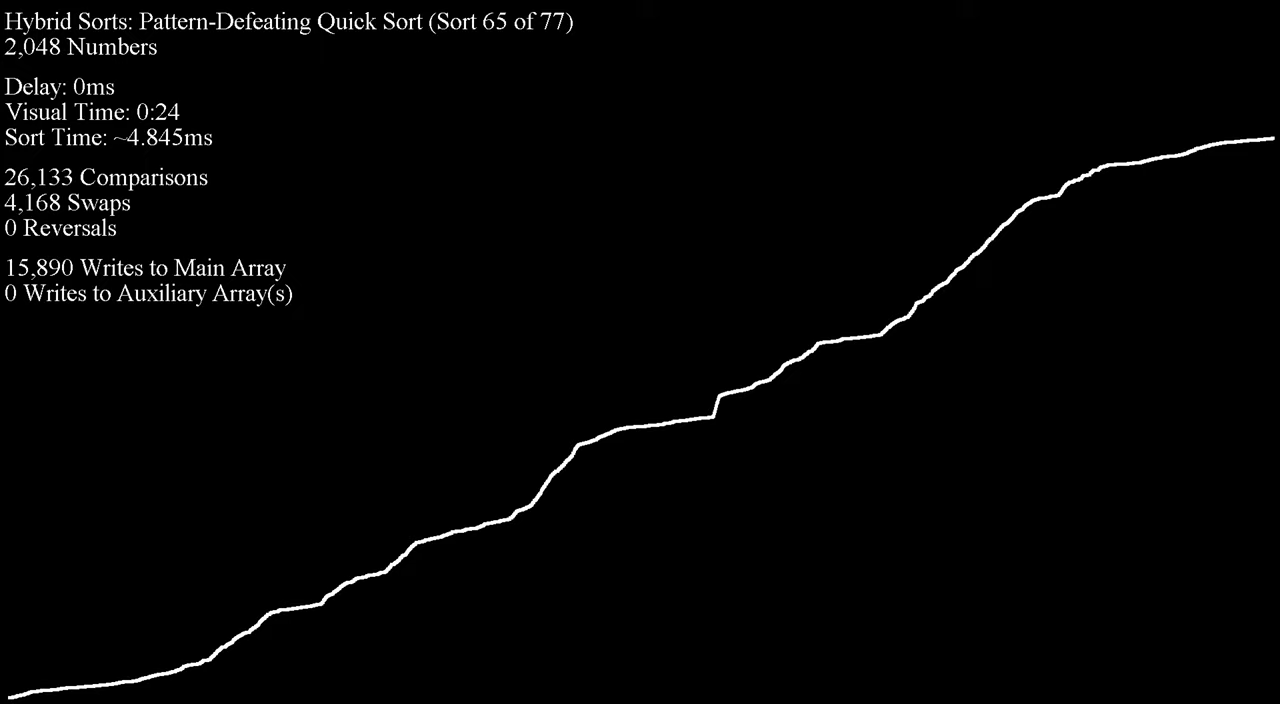 Hybrid Sorts: Pattern-Defeating Quick Sort (Sort 65 of 77)
2,048 Numbers
Delay: 0ms
Visual Time: 0:24
Sort Time: ~4.845ms
26,133 Comparisons
4,168 Swaps
0 Reversals
15,890 Writes to Main Array
0 Writes to Auxiliary Array(s)